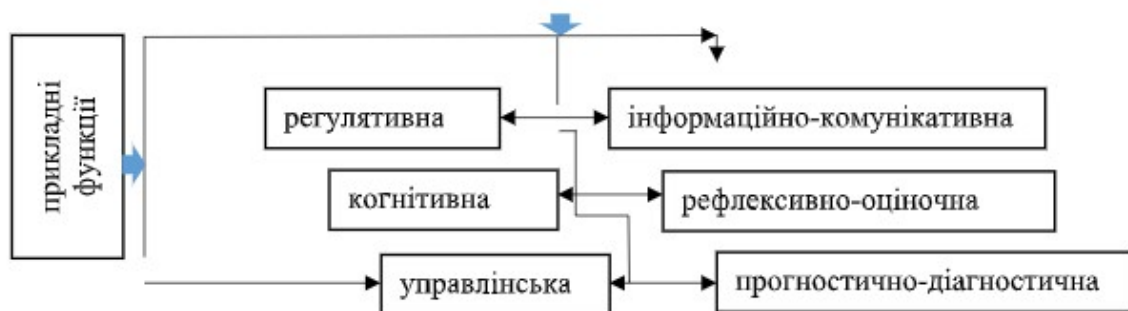 прикладні
функції
регулятивна
інформаційно-комунікативна
когнітивна
рефлексивно-оціночна
управлінська
прогностично-діагностична